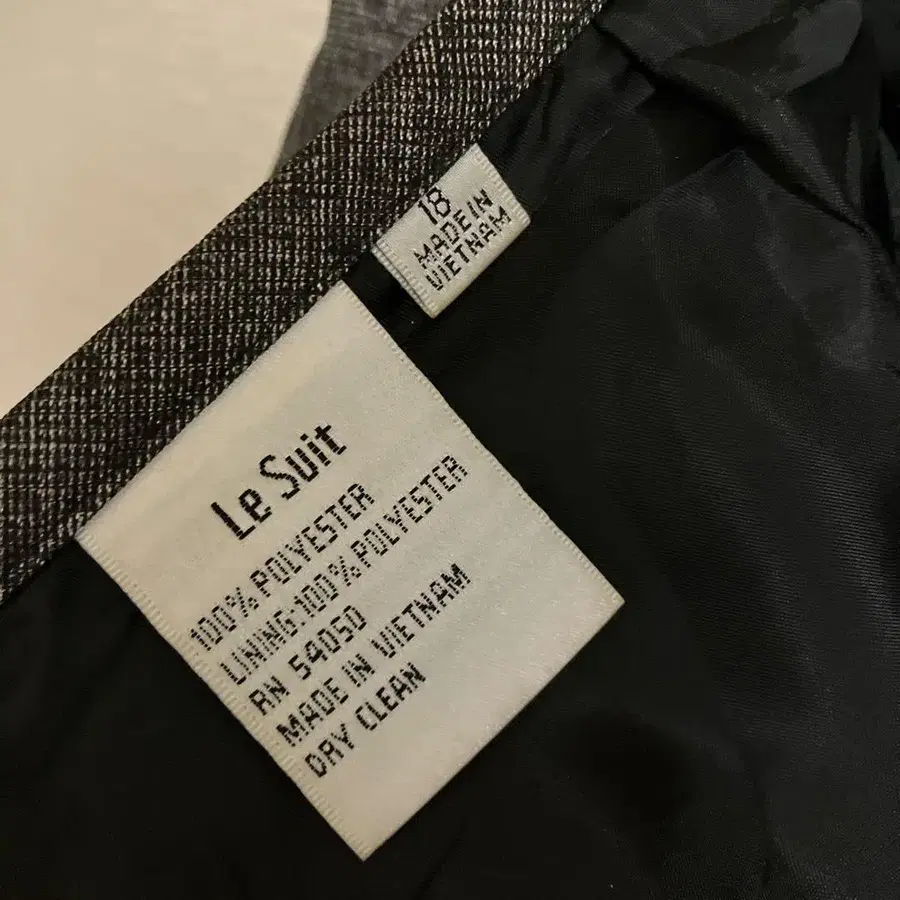 18
MADE IN
VIETNAM
Le Suit
100% POLYESTER
LINING:100% POLYESTER
RN 54050
MADE IN VIETNAM
DRY CLEAN